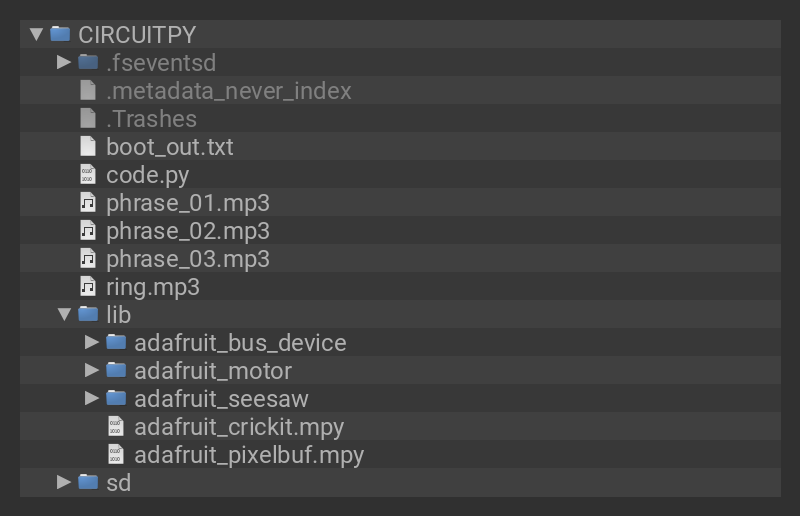 CIRCUITPY
.fseventsd
.metadata_never_index
.Trashes
boot_out.txt
code.py
phrase_01.mp3
phrase_02.mp3
phrase_03.mp3
ring.mp3
lib
adafruit_bus_device
adafruit_motor
adafruit_seesaw
adafruit_crickit.mpy
adafruit_pixelbuf.mpy
sd